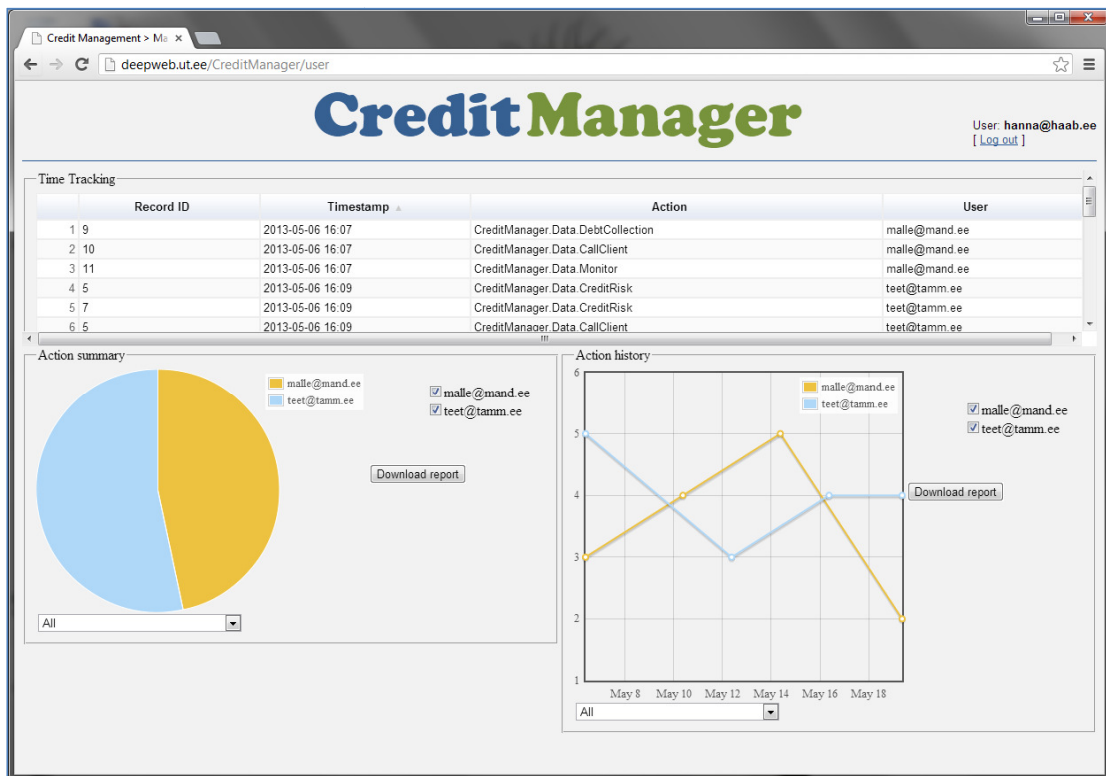 Credit Management > Ma
deepweb.ut.ee/CreditManager/user
CreditManager
User: hanna@haab.ee
[ Log out ]
Time Tracking
Record ID Timestamp Action User
1 9 2013-05-06 16:07 CreditManager.Data.DebtCollection malle@mand.ee
2 10 2013-05-06 16:07 CreditManager.Data.CallClient malle@mand.ee
3 11 2013-05-06 16:07 CreditManager.Data.Monitor malle@mand.ee
4 5 2013-05-06 16:09 CreditManager.Data.CreditRisk teet@tamm.ee
5 7 2013-05-06 16:09 CreditManager.Data.CreditRisk teet@tamm.ee
6 5 2013-05-06 16:09 CreditManager.Data.CallClient teet@tamm.ee
Action summary
malle@mand.ee
teet@tamm.ee
malle@mand.ee
teet@tamm.ee
Download report
All
Action history
6
5
4
3
2
1
malle@mand.ee
teet@tamm.ee
malle@mand.ee
teet@tamm.ee
Download report
May 8 May 10 May 12 May 14 May 16 May 18
All